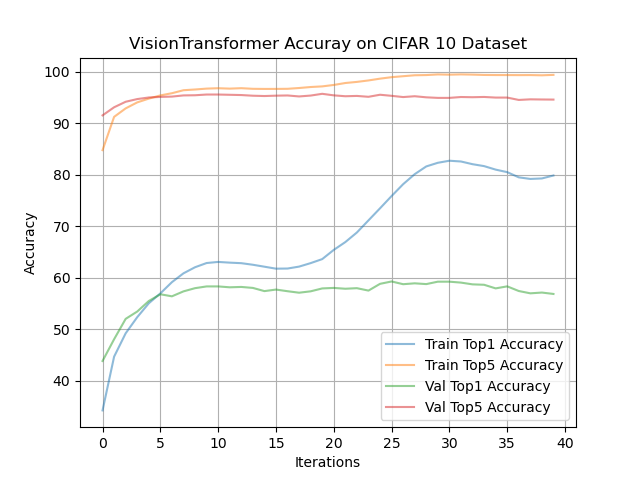 VisionTransformer Accuray on CIFAR 10 Dataset
100
90
80
70
60
50
40
Accuracy
0 5 10 15 20 25 30 35 40
Iterations
Train Top1 Accuracy
Train Top5 Accuracy
Val Top1 Accuracy
Val Top5 Accuracy